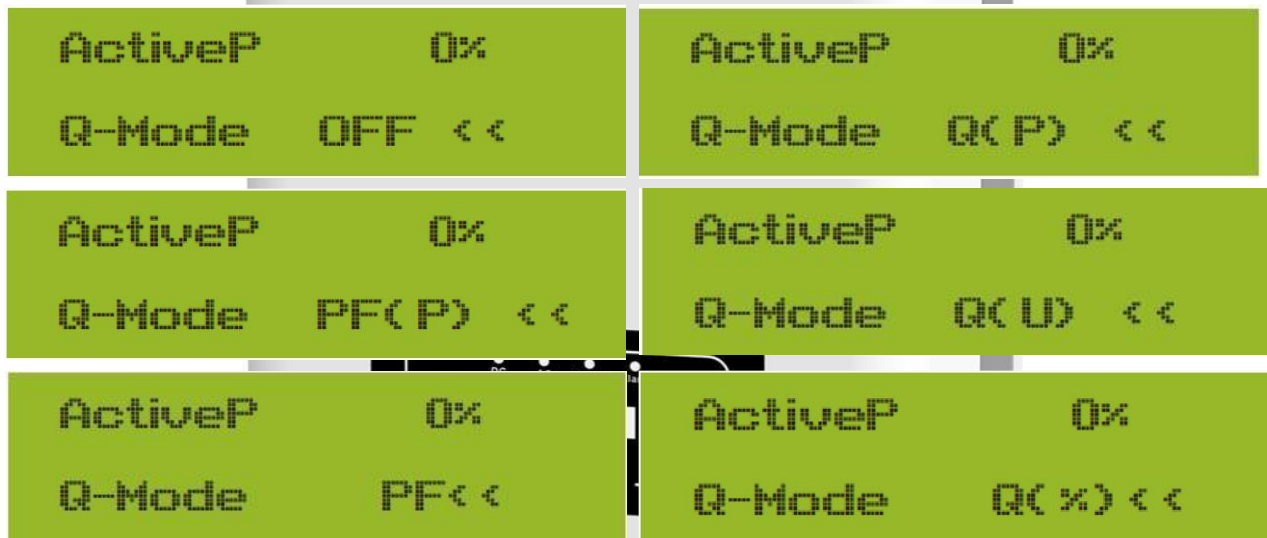 ActiveP 0%
Q-Mode OFF <<
ActiveP 0%
Q-Mode Q(P) <<
ActiveP 0%
Q-Mode PF(P) <<
ActiveP 0%
Q-Mode Q(U) <<
ActiveP 0%
Q-Mode PF<<
ActiveP 0%
Q-Mode Q(%)<<